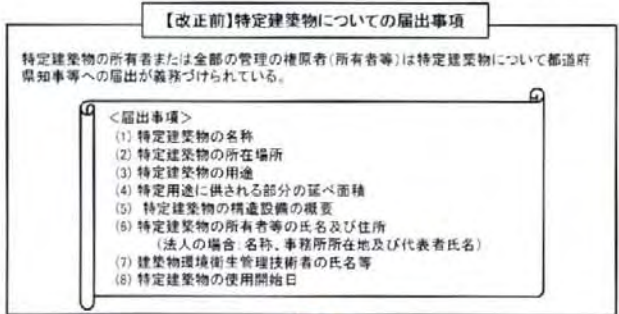 【改正前】特定建築物についての届出事項
特定建築物の所有者または全部の管理の権原者(所有者等)は特定建築物について都道府
県知事等への届出が義務づけられている。
<届出事項>
(1) 特定建築物の名称
(2) 特定建築物の所在場所
(3) 特定建築物の用途
(4) 特定用途に供される部分の延べ面積
(5) 特定建築物の構造設備の概要
(6) 特定建築物の所有者等の氏名及び住所
(法人の場合:名称、事務所所在地及び代表者氏名)
(7) 建築物環境衛生管理技術者の氏名等
(8) 特定建築物の使用開始日